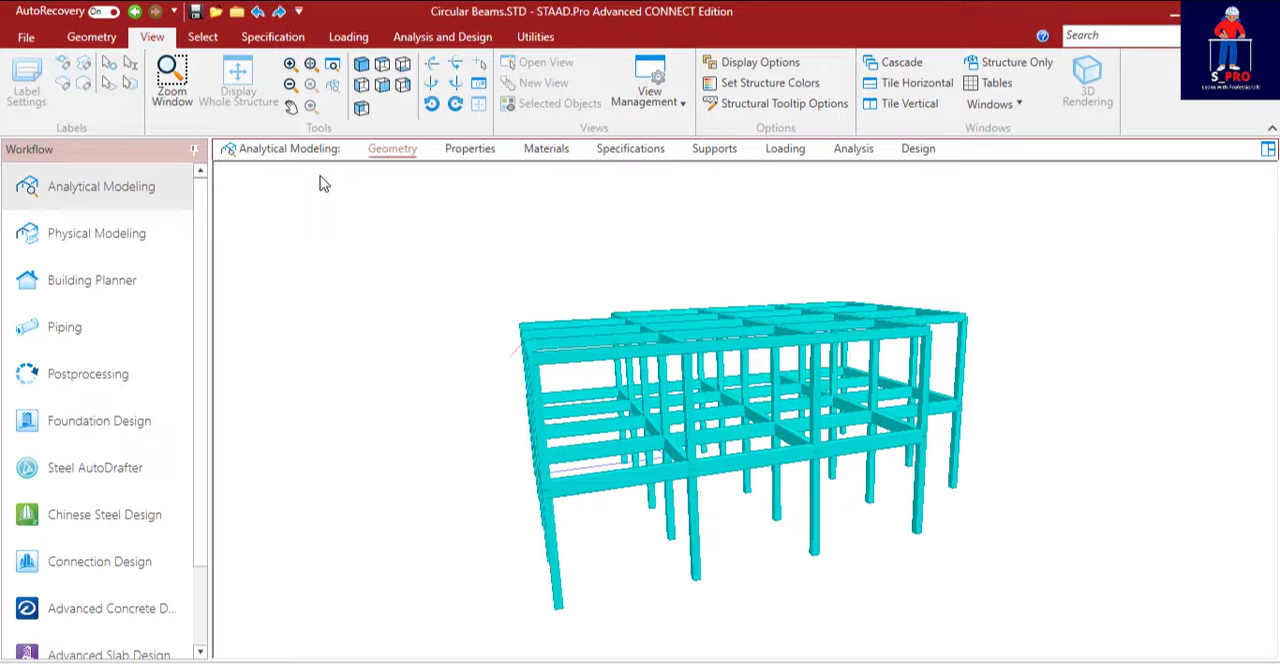 AutoRecovery On
Circular Beams.STD - STAAD.Pro Advanced CONNECT Edition
File Geometry View Select Specification Loading Analysis and Design Utilities
Search
S_PRO
Learn With Professionals
Label Settings
Labels
Zoom Window
Display Whole Structure
Tools
Open View
New View
Selected Objects
View Management
Views
Display Options
Set Structure Colors
Structural Tooltip Options
Options
Cascade
Tile Horizontal
Tile Vertical
Structure Only
Tables
Windows
3D Rendering
Windows
Workflow
Analytical Modeling: Geometry Properties Materials Specifications Supports Loading Analysis Design
Analytical Modeling
Physical Modeling
Building Planner
Piping
Postprocessing
Foundation Design
Steel AutoDrafter
Chinese Steel Design
Connection Design
Advanced Concrete D...
Advanced Slab Design